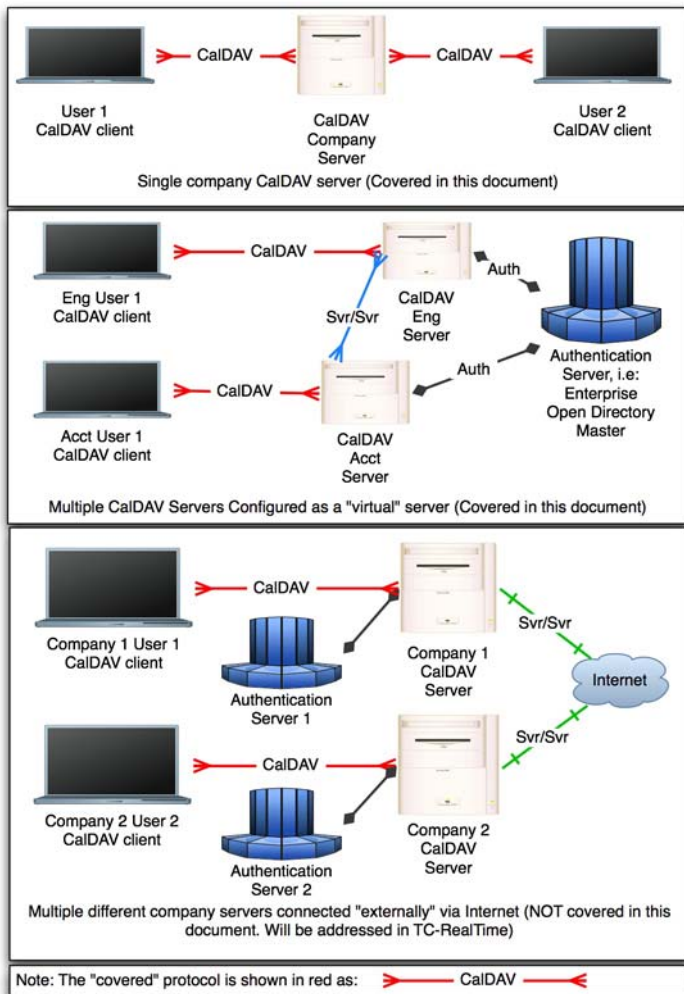 CalDAV
CalDAV
User 1
CalDAV client
CalDAV
Company
Server
User 2
CalDAV client
Single company CalDAV server (Covered in this document)
CalDAV
Auth
Eng User 1
CalDAV client
Svr/Svr
CalDAV
Eng
Server
CalDAV
Auth
Authentication
Server, i.e:
Enterprise
Open Directory
Master
Acct User 1
CalDAV client
CalDAV
Acct
Server
Multiple CalDAV Servers Configured as a "virtual" server (Covered in this document)
CalDAV
Svr/Svr
Company 1 User 1
CalDAV client
Authentication
Server 1
Company 1
CalDAV
Server
Internet
Svr/Svr
CalDAV
Company 2 User 2
CalDAV client
Authentication
Server 2
Company 2
CalDAV
Server
Multiple different company servers connected "externally" via Internet (NOT covered in this
document. Will be addressed in TC-RealTime)
Note: The "covered" protocol is shown in red as:
CalDAV